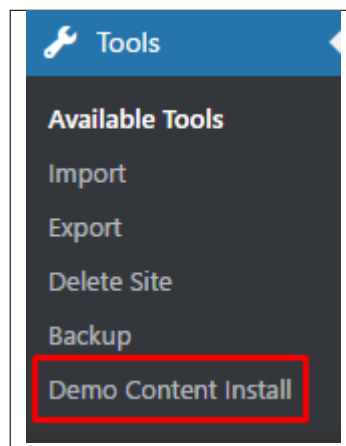 Tools
Available Tools
Import
Export
Delete Site
Backup
Demo Content Install